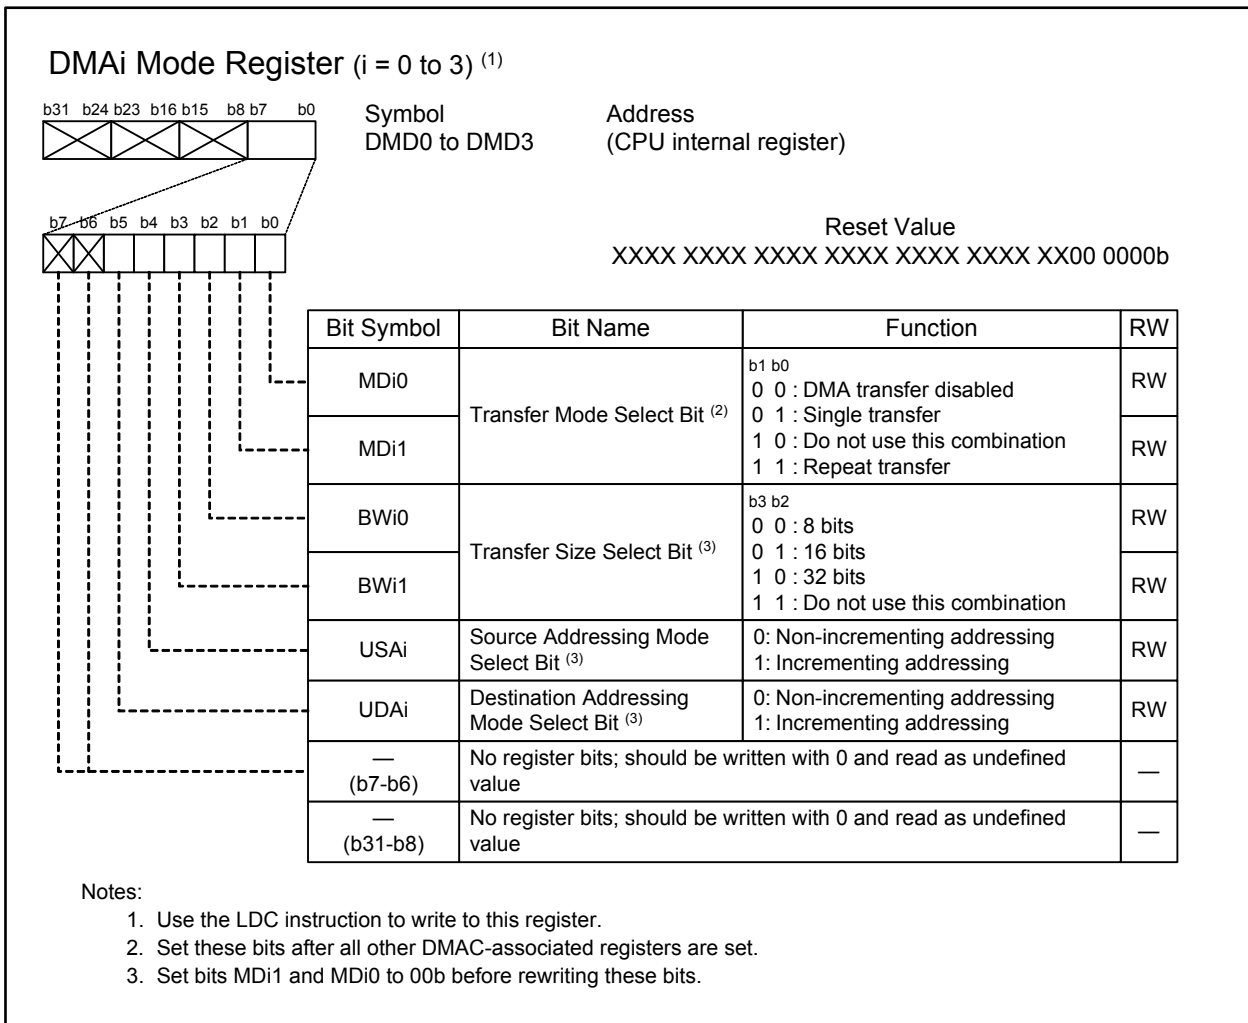 DMAi Mode Register (i = 0 to 3) (1)
b31 b24 b23 b16 b15 b8 b7 b0
Symbol Address
DMD0 to DMD3 (CPU internal register)
b7 b6 b5 b4 b3 b2 b1 b0
Reset Value
XXXX XXXX XXXX XXXX XXXX XXXX XX00 0000b
Bit Symbol Bit Name Function RW
MDi0
MDi1
Transfer Mode Select Bit (2)
b1 b0
0 0 : DMA transfer disabled
0 1 : Single transfer
1 0 : Do not use this combination
1 1 : Repeat transfer
RW
RW
BWi0
BWi1
Transfer Size Select Bit (3)
b3 b2
0 0 : 8 bits
0 1 : 16 bits
1 0 : 32 bits
1 1 : Do not use this combination
RW
RW
USAi
Source Addressing Mode
Select Bit (3)
0: Non-incrementing addressing
1: Incrementing addressing
RW
UDAi
Destination Addressing
Mode Select Bit (3)
0: Non-incrementing addressing
1: Incrementing addressing
RW
—
(b7-b6)
No register bits; should be written with 0 and read as undefined
value
—
—
(b31-b8)
No register bits; should be written with 0 and read as undefined
value
—
Notes:
1. Use the LDC instruction to write to this register.
2. Set these bits after all other DMAC-associated registers are set.
3. Set bits MDi1 and MDi0 to 00b before rewriting these bits.